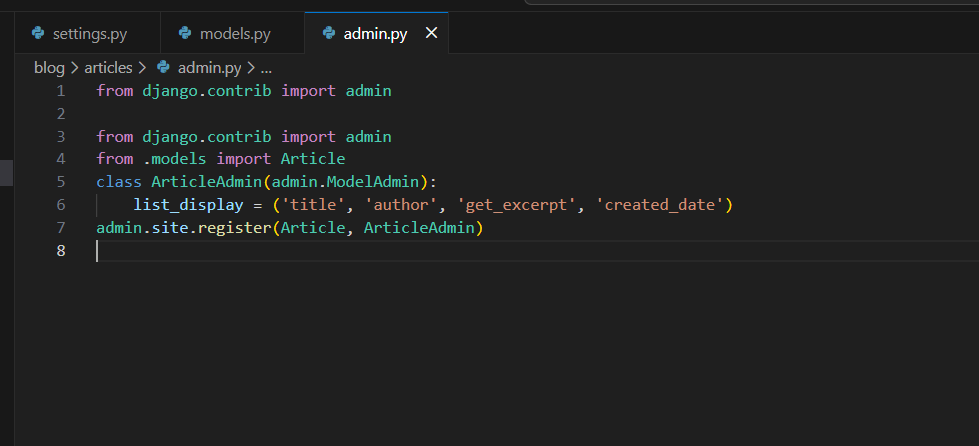 settings.py models.py admin.py ×
blog > articles > admin.py > ...
1 from django.contrib import admin
2
3 from django.contrib import admin
4 from .models import Article
5 class ArticleAdmin(admin.ModelAdmin):
6     list_display = ('title', 'author', 'get_excerpt', 'created_date')
7 admin.site.register(Article, ArticleAdmin)
8